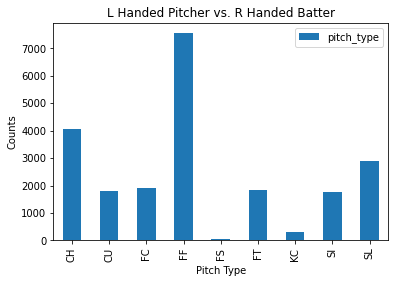 L Handed Pitcher vs. R Handed Batter
pitch_type
Counts
7000
6000
5000
4000
3000
2000
1000
0
CH CU FC FF FS FT KC SI SL
Pitch Type